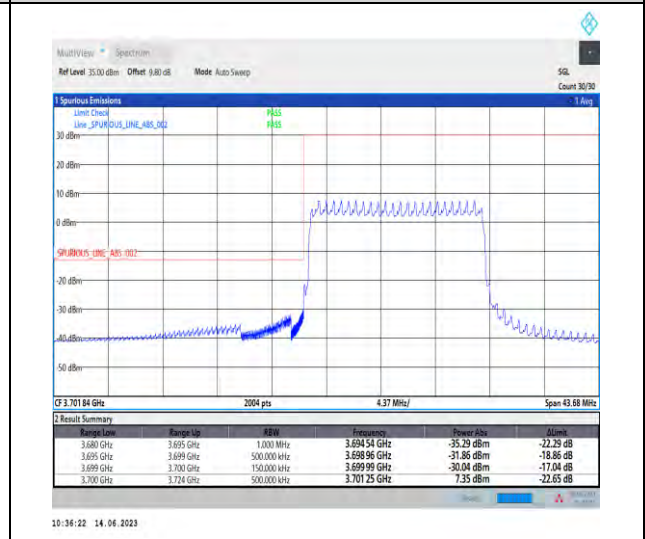 MultiView Spectrum
Ref Level 35.00 dBm Offset 9.80 dB Mode Auto Sweep SGL
Count 30/30
1 Spurious Emissions 1 Avg
Limit Check PASS
Line _SPURIOUS_LINE_ABS_002 PASS
30 dBm
20 dBm
10 dBm
0 dBm
_SPURIOUS_LINE_ABS_002
-20 dBm
-30 dBm
-40 dBm
-50 dBm
CF 3.701 84 GHz 2004 pts 4.37 MHz/ Span 43.68 MHz
2 Result Summary
Range Low Range Up RBW Frequency Power Abs ΔLimit
3.680 GHz 3.695 GHz 1.000 MHz 3.694 54 GHz -35.29 dBm -22.29 dB
3.695 GHz 3.699 GHz 500.000 kHz 3.698 96 GHz -31.86 dBm -18.86 dB
3.699 GHz 3.700 GHz 150.000 kHz 3.699 99 GHz -30.04 dBm -17.04 dB
3.700 GHz 3.724 GHz 500.000 kHz 3.701 25 GHz 7.35 dBm -22.65 dB
10:36:22 14.06.2023